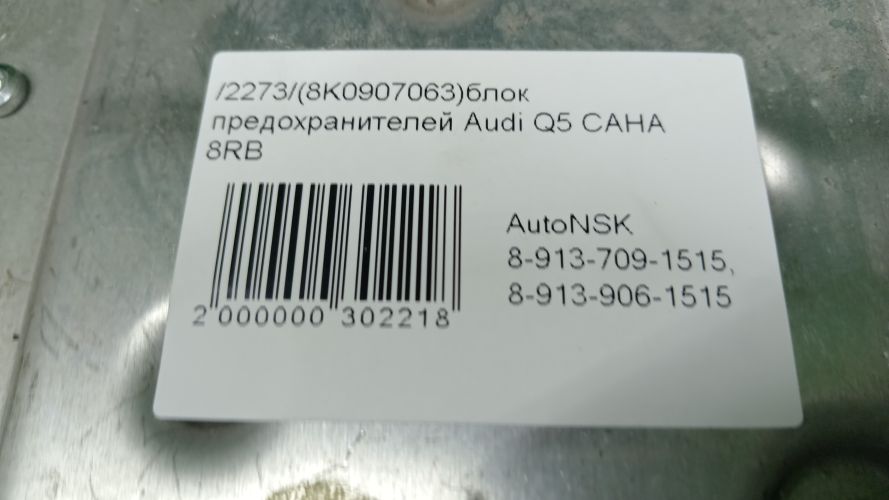 /2273/(8K0907063)блок
предохранителей Audi Q5 CAHA
8RB
AutoNSK
8-913-709-1515,
8-913-906-1515
2 000000 302218